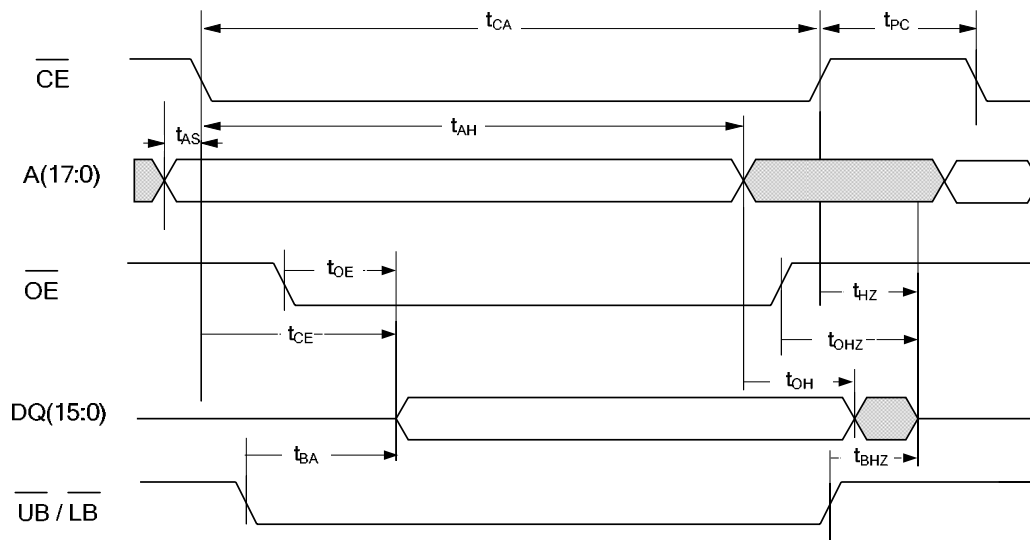 tCA tPC
CE
tAH
tAS
A(17:0)
tOE
OE
tHZ
tCE
tOHZ
tOH
DQ(15:0)
tBA
tBHZ
UB / LB